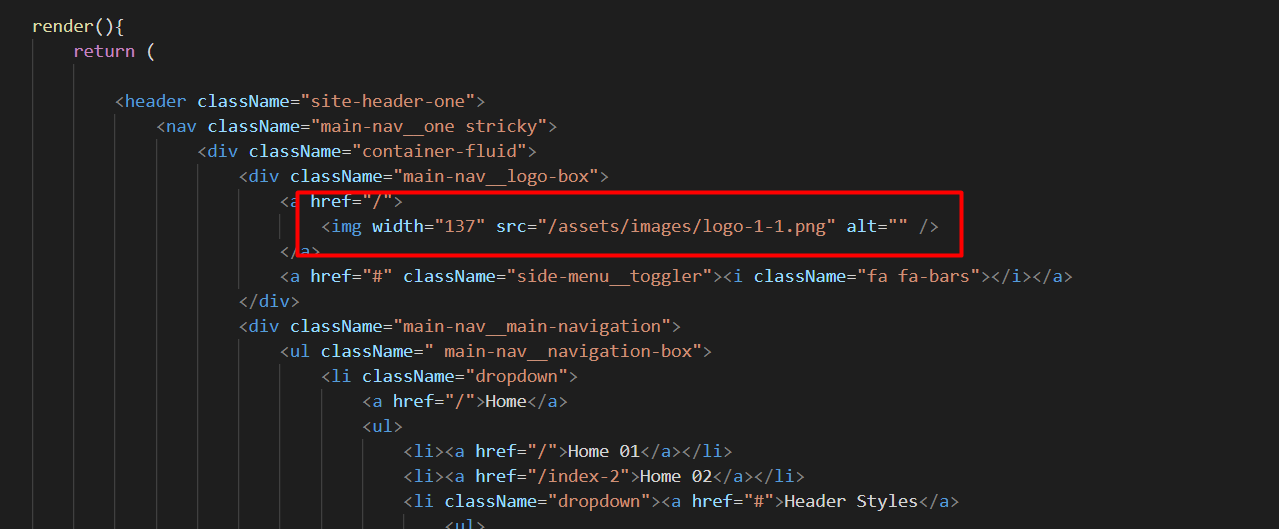 render(){
return (
<header className="site-header-one">
<nav className="main-nav__one stricky">
<div className="container-fluid">
<div className="main-nav__logo-box">
<a href="/">
<img width="137" src="/assets/images/logo-1-1.png" alt="" />
</a>
<a href="#" className="side-menu__toggler"><i className="fa fa-bars"></i></a>
</div>
<div className="main-nav__main-navigation">
<ul className=" main-nav__navigation-box">
<li className="dropdown">
<a href="/">Home</a>
<ul>
<li><a href="/">Home 01</a></li>
<li><a href="/index-2">Home 02</a></li>
<li className="dropdown"><a href="#">Header Styles</a>
<ul>